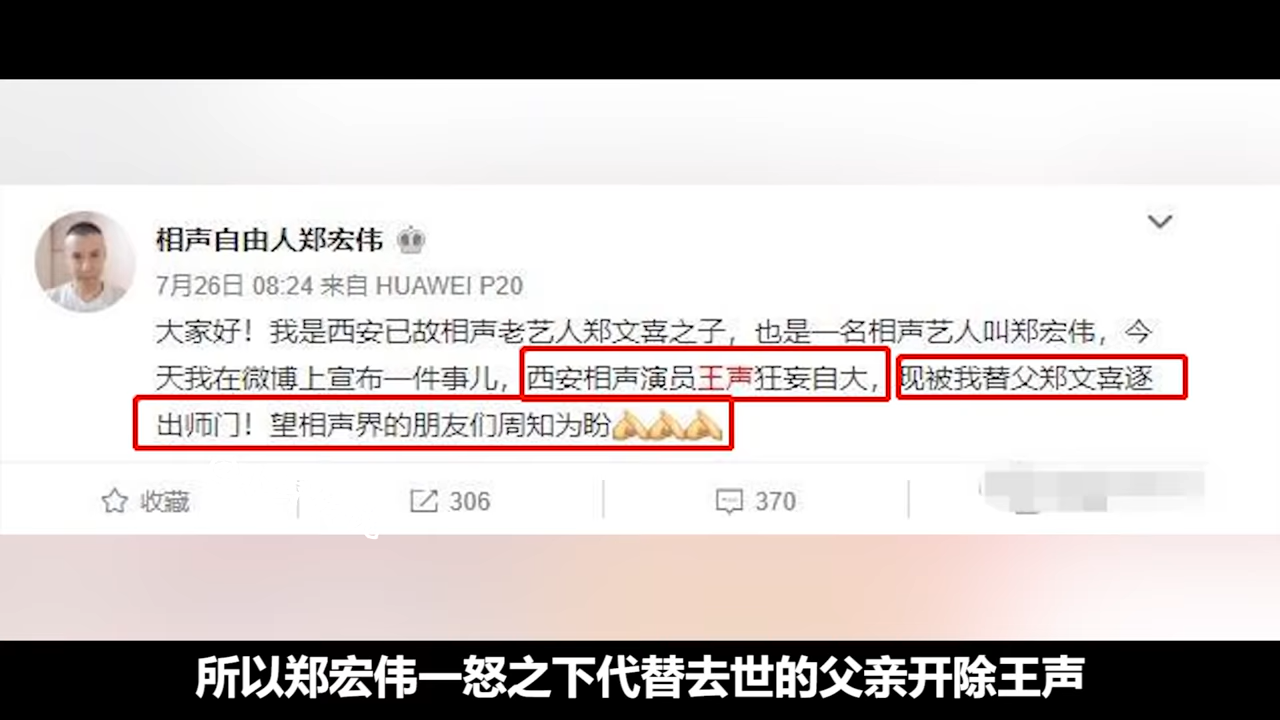 相声自由人郑宏伟
7月26日 08:24 来自 HUAWEI P20
大家好！我是西安已故相声老艺人郑文喜之子，也是一名相声艺人叫郑宏伟，今
天我在微博上宣布一件事儿，西安相声演员王声狂妄自大，现被我替父郑文喜逐
出师门！望相声界的朋友们周知为盼
收藏
306
370
所以郑宏伟一怒之下代替去世的父亲开除王声